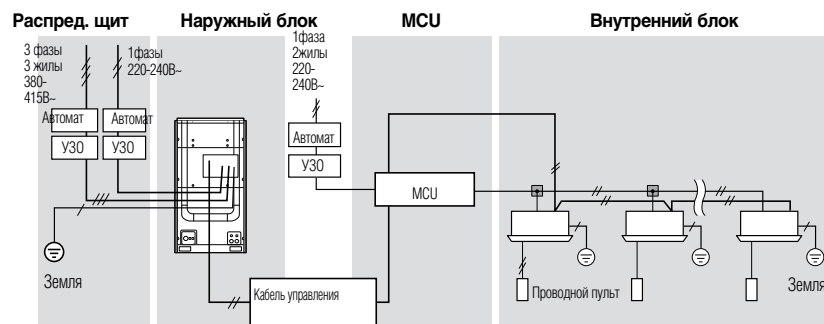 Распред. щит
Наружный блок
MCU
Внутренний блок
3 фазы
3 жилы
380-
415В~
1фазы
220-240В~
1фаза
2жилы
220-
240В~
Автомат
Автомат
УЗО
УЗО
Автомат
УЗО
MCU
Земля
Кабель управления
Проводной пульт
Земля